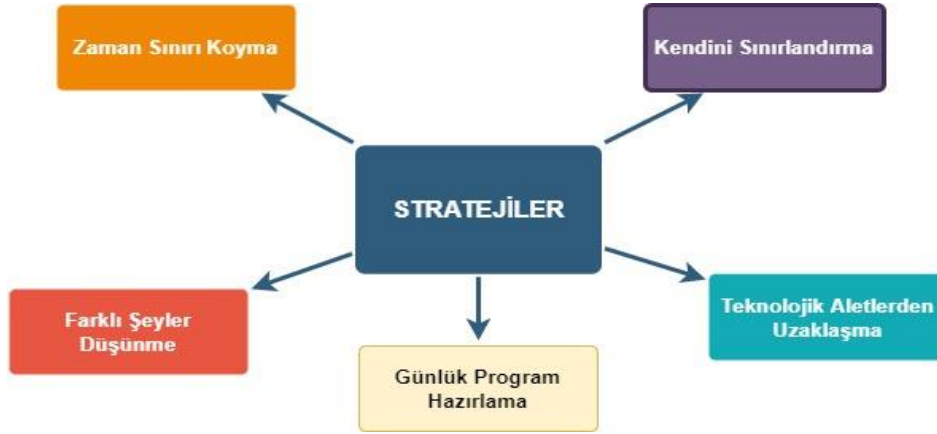 Zaman Sınırı Koyma
Kendini Sınırlandırma
STRATEJİLER
Farklı Şeyler
Düşünme
Günlük Program
Hazırlama
Teknolojik Aletlerden
Uzaklaşma